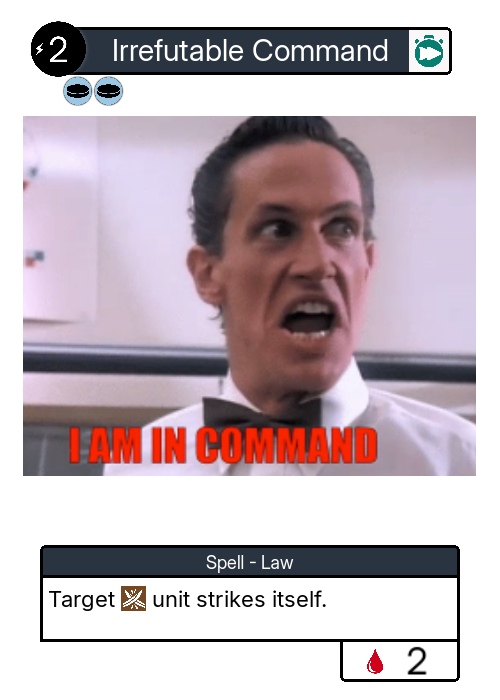 2 Irrefutable Command
I AM IN COMMAND
Spell - Law
Target unit strikes itself.
2